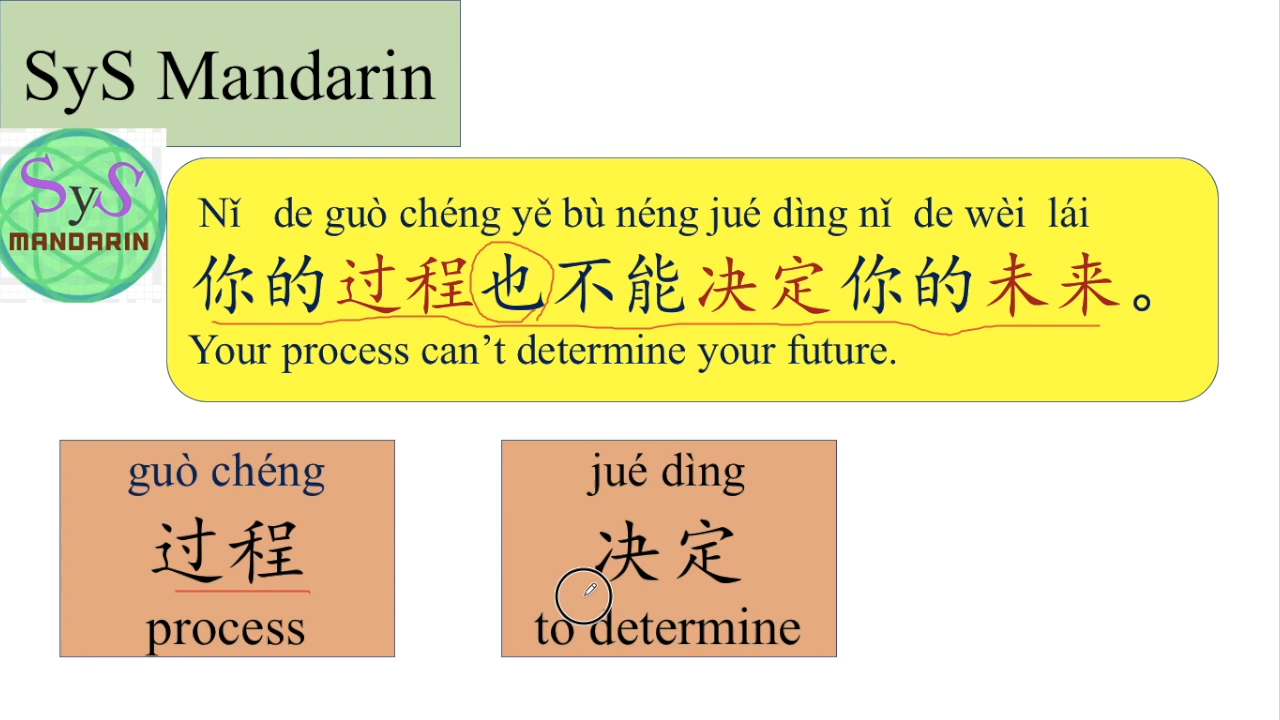 SyS Mandarin
SyS
MANDARIN
Nǐ de guò chéng yě bù néng jué dìng nǐ de wèi lái
你的过程也不能决定你的未来。
Your process can't determine your future.
guò chéng
过程
process
jué dìng
决定
to determine